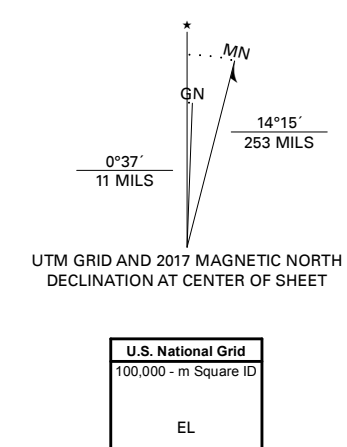 ★
MN
GN
14°15´
253 MILS
0°37´
11 MILS
UTM GRID AND 2017 MAGNETIC NORTH
DECLINATION AT CENTER OF SHEET
U.S. National Grid
100,000 - m Square ID
EL